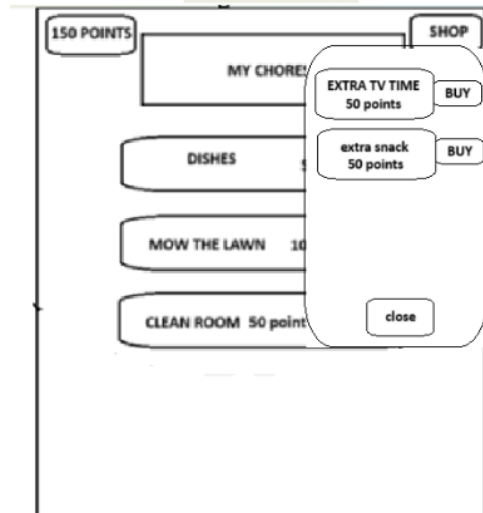 150 POINTS
SHOP
MY CHORES
EXTRA TV TIME
50 points
BUY
extra snack
50 points
BUY
DISHES
MOW THE LAWN 10
CLEAN ROOM 50 point
close